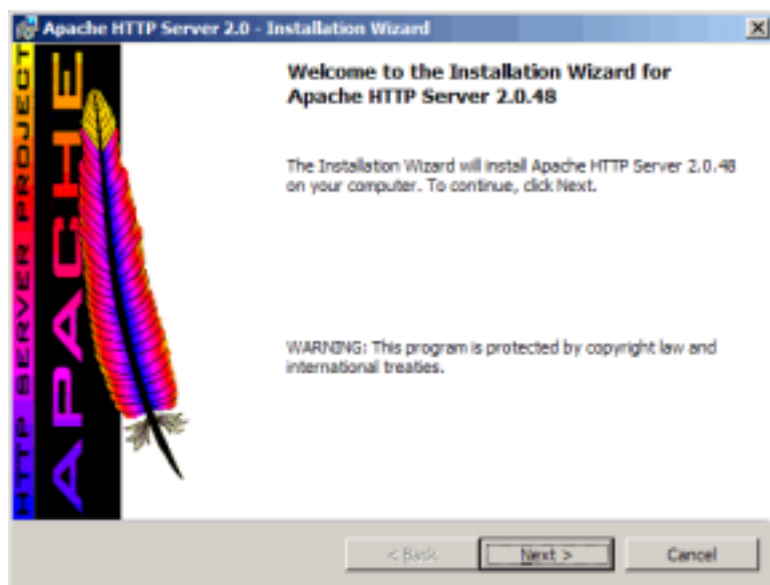 Apache HTTP Server 2.0 - Installation Wizard
HTTP SERVER PROJECT
APACHE
Welcome to the Installation Wizard for
Apache HTTP Server 2.0.48
The Installation Wizard will install Apache HTTP Server 2.0.48
on your computer. To continue, click Next.
WARNING: This program is protected by copyright law and
international treaties.
< Back
Next >
Cancel